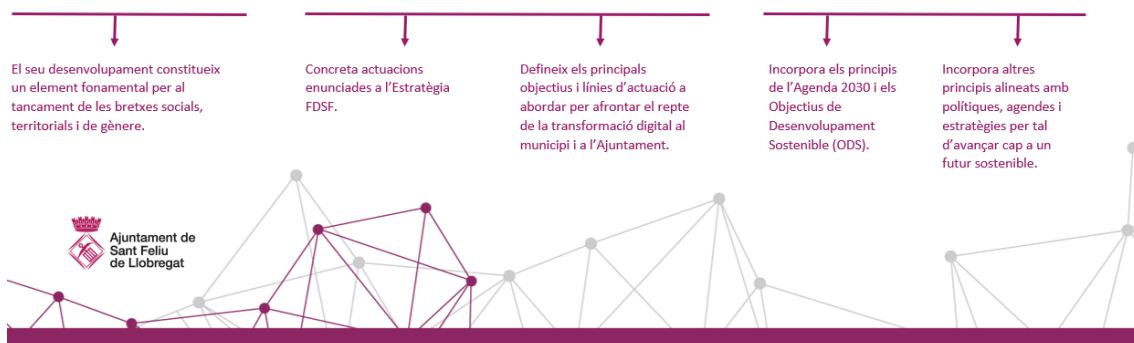 El seu desenvolupament constitueix
un element fonamental per al
tancament de les bretxes socials,
territorials i de gènere.
Concreta actuacions
enunciades a l'Estratègia
FDSF.
Defineix els principals
objectius i línies d'actuació a
abordar per afrontar el repte
de la transformació digital al
municipi i a l'Ajuntament.
Incorpora els principis
de l'Agenda 2030 i els
Objectius de
Desenvolupament
Sostenible (ODS).
Incorpora altres
principis alineats amb
polítiques, agendes i
estratègies per tal
d'avançar cap a un
futur sostenible.
Ajuntament de
Sant Feliu
de Llobregat